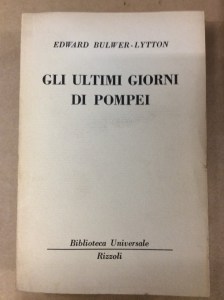 EDWARD BULWER-LYTTON
GLI ULTIMI GIORNI
DI POMPEI
Biblioteca Universale
Rizzoli